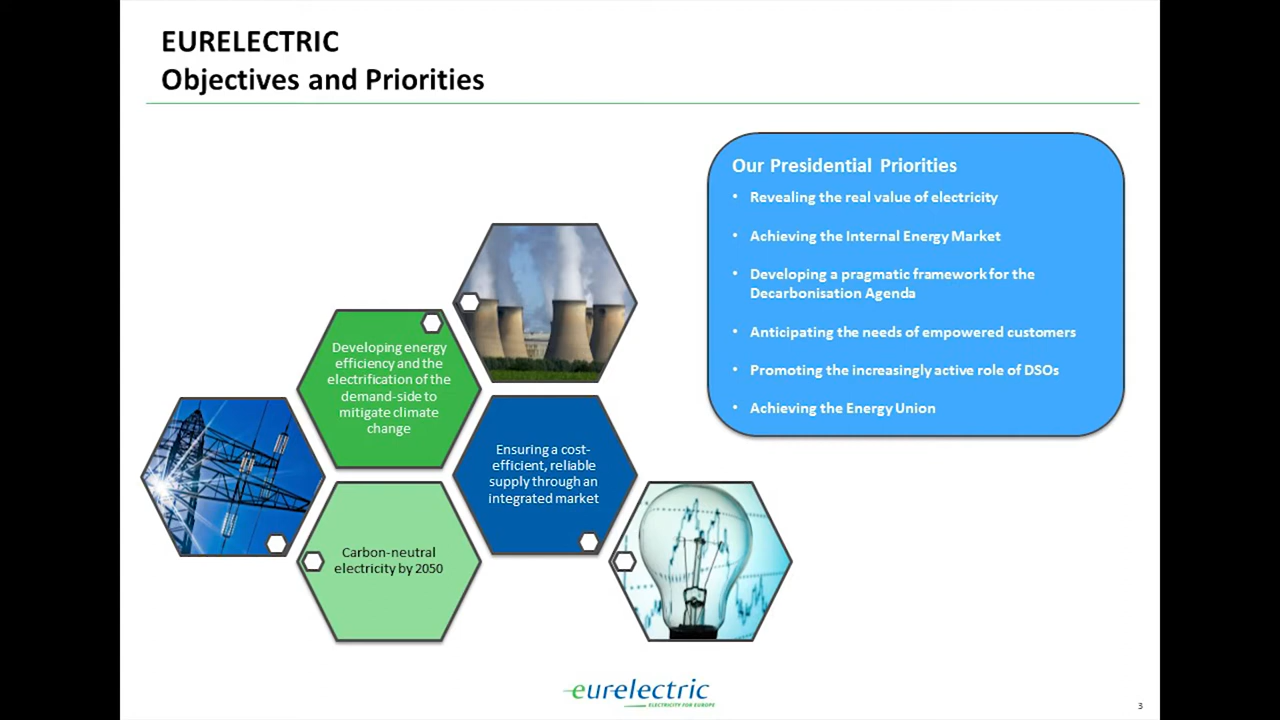 EURELECTRIC
Objectives and Priorities
Our Presidential Priorities
• Revealing the real value of electricity
• Achieving the Internal Energy Market
• Developing a pragmatic framework for the
Decarbonisation Agenda
• Anticipating the needs of empowered customers
• Promoting the increasingly active role of DSOs
• Achieving the Energy Union
Developing energy
efficiency and the
electrification of the
demand-side to
mitigate climate
change
Ensuring a cost-
efficient, reliable
supply through an
integrated market
Carbon-neutral
electricity by 2050
eurelectric
ELECTRICITY FOR EUROPE
3